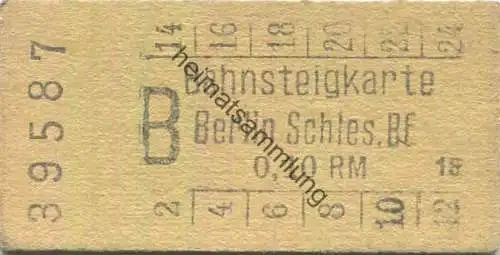 39587
14 16 18 20 22 24
B
Bahnsteigkarte
Berlin Schles. Bf
0,10 RM 18
2 4 6 8 10 12
heimatsammlung